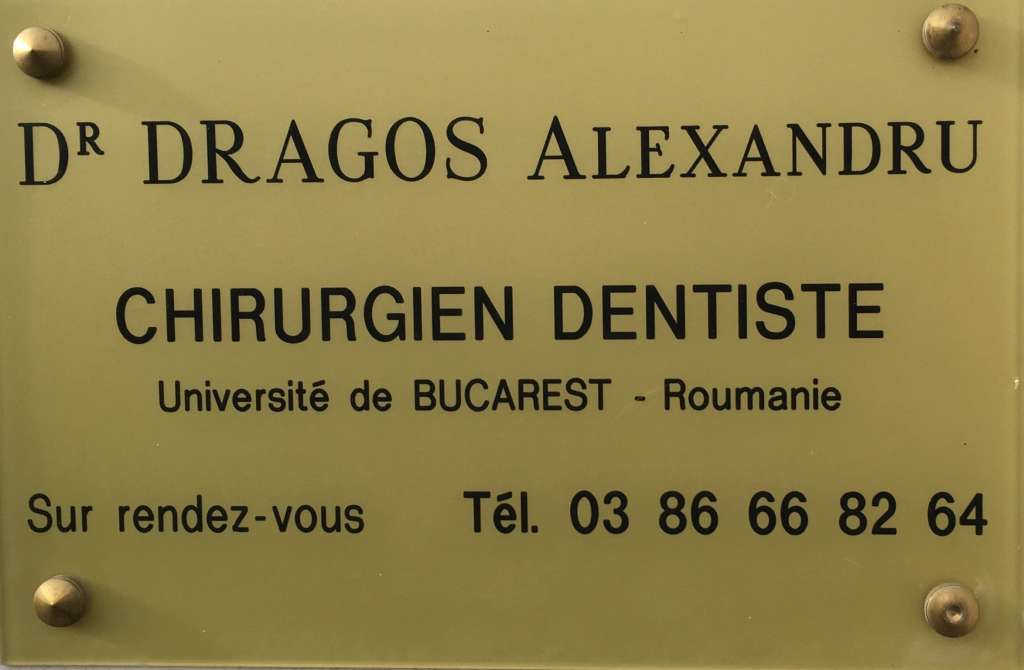 DR DRAGOS ALEXANDRU
CHIRURGIEN DENTISTE
Université de BUCAREST - Roumanie
Sur rendez-vous Tél. 03 86 66 82 64